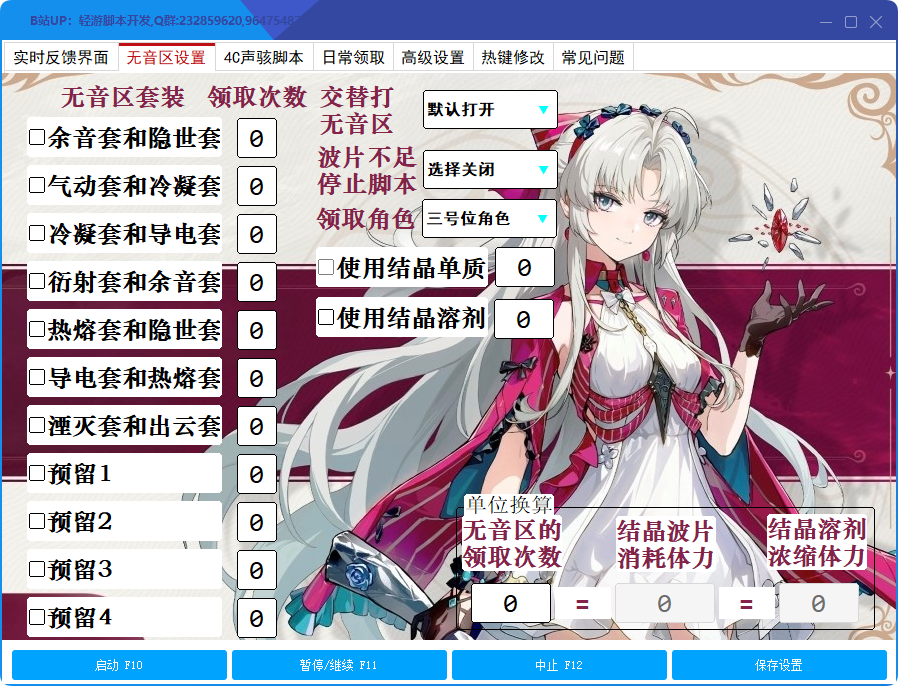 B站UP：轻游脚本开发,Q群:232859620,9647548
实时反馈界面 无音区设置 4C声骇脚本 日常领取 高级设置 热键修改 常见问题
无音区套装 领取次数
余音套和隐世套 0
气动套和冷凝套 0
冷凝套和导电套 0
衍射套和余音套 0
热熔套和隐世套 0
导电套和热熔套 0
湮灭套和出云套 0
预留1 0
预留2 0
预留3 0
预留4 0
交替打
无音区
默认打开
波片不足
停止脚本
选择关闭
领取角色 三号位角色
使用结晶单质 0
使用结晶溶剂 0
单位换算
无音区的
领取次数
结晶波片
消耗体力
结晶溶剂
浓缩体力
0 = 0 = 0
启动 F10 暂停/继续 F11 中止 F12 保存设置